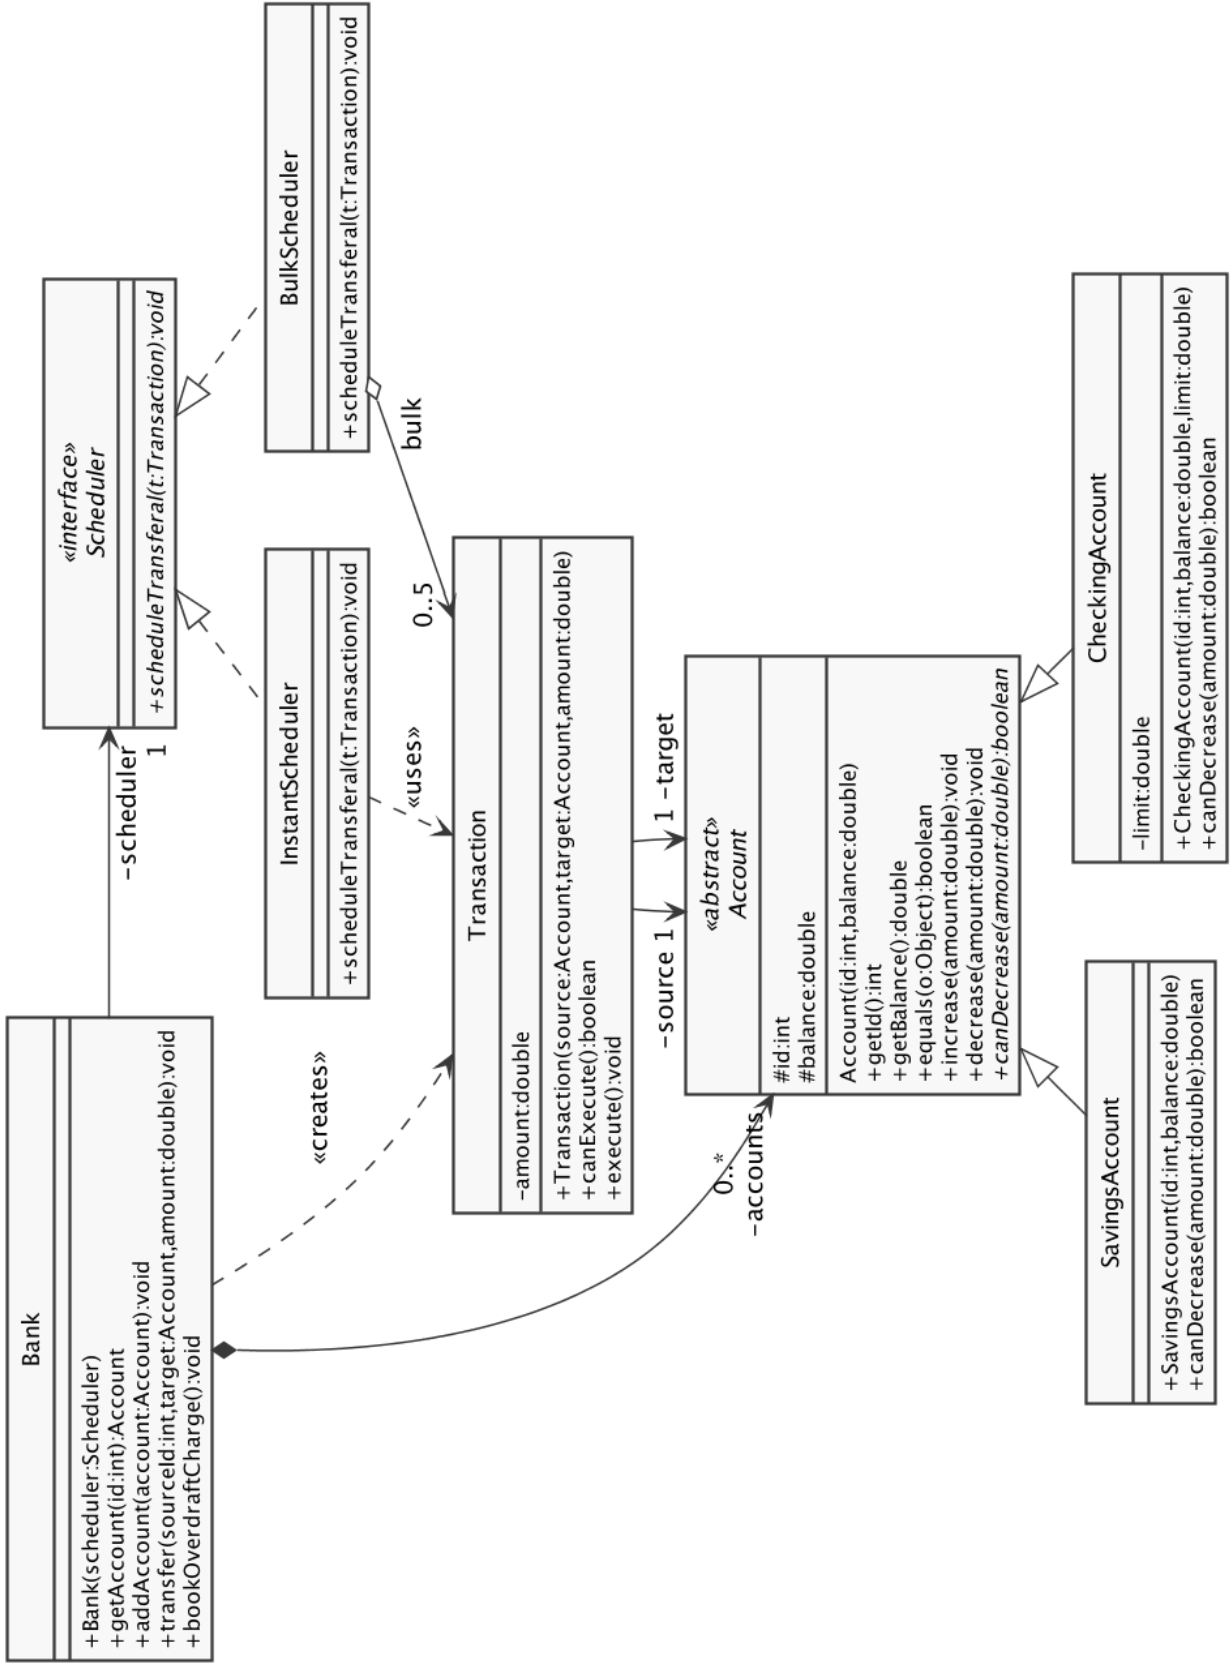 Bank
+Bank(scheduler:Scheduler)
+getAccount(id:int):Account
+addAccount(account:Account):void
+transfer(sourceId:int,target:Account,amount:double):void
+bookOverdraftCharge():void
-scheduler
1
«interface»
Scheduler
+scheduleTransferal(t:Transaction):void
InstantScheduler
+scheduleTransferal(t:Transaction):void
BulkScheduler
+scheduleTransferal(t:Transaction):void
«creates»
«uses»
0..5
bulk
Transaction
-amount:double
+Transaction(source:Account,target:Account,amount:double)
+canExecute():boolean
+execute():void
0..*
-accounts
-source 1
1 -target
«abstract»
Account
#id:int
#balance:double
Account(id:int,balance:double)
+getId():int
+getBalance():double
+equals(o:Object):boolean
+increase(amount:double):void
+decrease(amount:double):void
+canDecrease(amount:double):boolean
SavingsAccount
+SavingsAccount(id:int,balance:double)
+canDecrease(amount:double):boolean
CheckingAccount
-limit:double
+CheckingAccount(id:int,balance:double,limit:double)
+canDecrease(amount:double):boolean